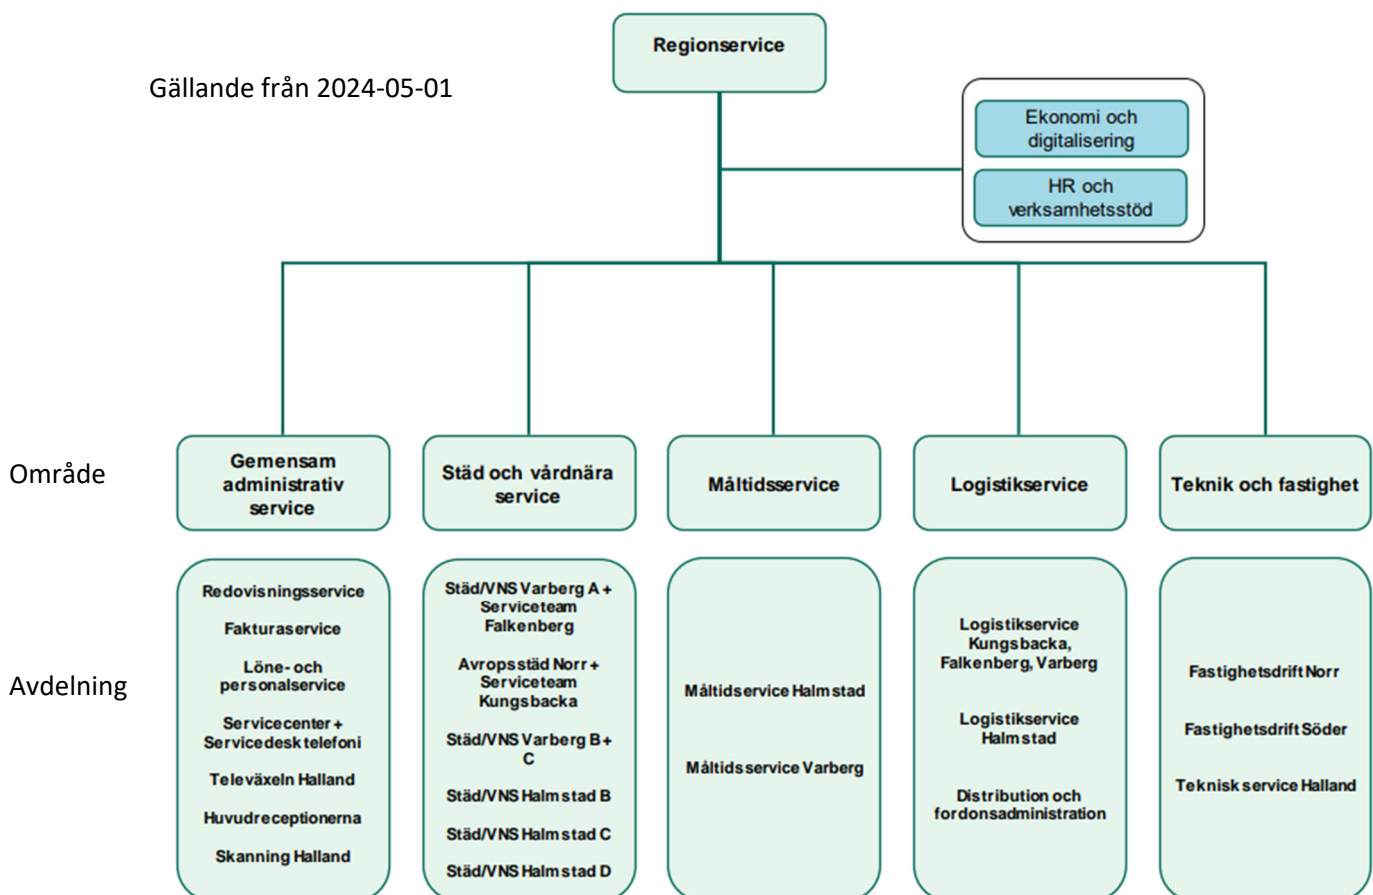 Regionservice
Gällande från 2024-05-01
Ekonomi och
digitalisering
HR och
verksamhetsstöd
Område
Gemensam
administrativ
service
Städ och vårdnära
service
Måltidsservice
Logistikservice
Teknik och fastighet
Avdelning
Redovisningsservice
Fakturaservice
Löne- och
personalservice
Servicecenter +
Servicedesk telefoni
Televäxeln Halland
Huvudreceptionerna
Skanning Halland
Städ/VNS Varberg A +
Serviceteam
Falkenberg
Avropsstäd Norr +
Serviceteam
Kungsbacka
Städ/VNS Varberg B +
C
Städ/VNS Halmstad B
Städ/VNS Halmstad C
Städ/VNS Halmstad D
Måltidservice Halmstad
Måltidsservice Varberg
Logistikservice
Kungsbacka,
Falkenberg, Varberg
Logistikservice
Halmstad
Distribution och
fordonsadministration
Fastighetsdrift Norr
Fastighetsdrift Söder
Teknisk service Halland